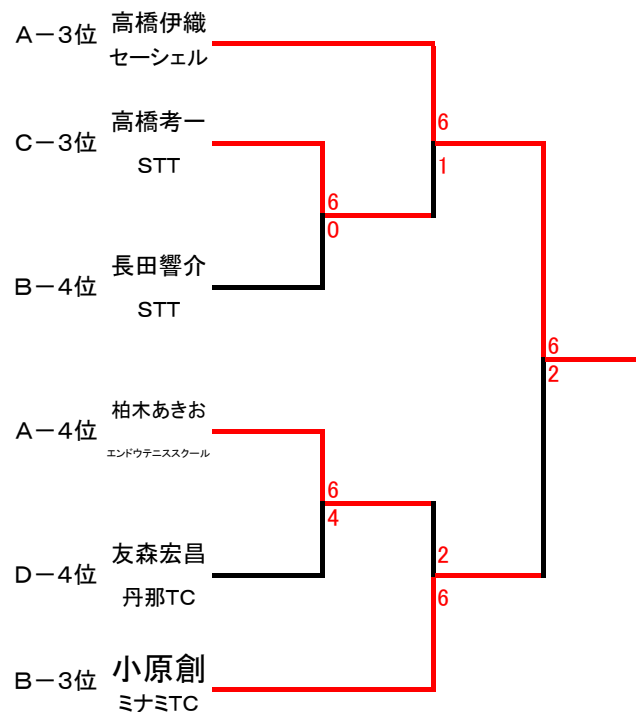 A－3位 高橋伊織
セーシェル
6
C－3位 高橋考一
1
STT
6
0
B－4位 長田響介
STT
6
2
A－4位 柏木あきお
エンドウテニススクール
6
4
2
D－4位 友森宏昌
丹那TC
6
B－3位 小原創
ミナミTC